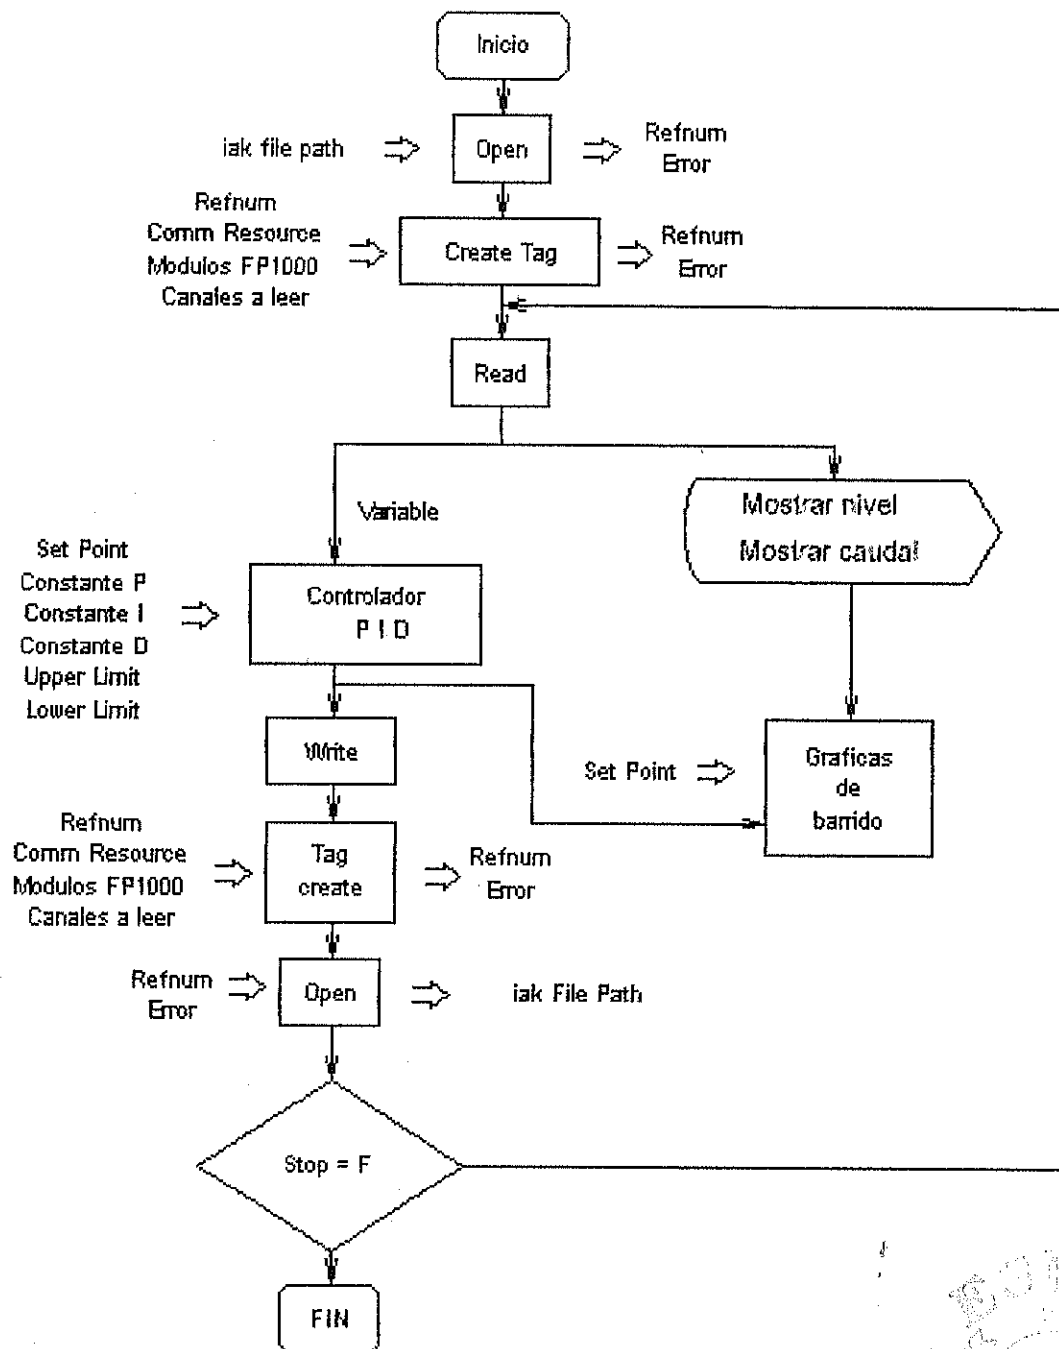 Inicio
iak file path
Open
Refnum
Error
Refnum
Comm Resource
Modulos FP1000
Canales a leer
Create Tag
Refnum
Error
Read
Variable
Mostrar nivel
Mostrar caudal
Set Point
Constante P
Constante I
Constante D
Upper Limit
Lower Limit
Controlador
P I D
Write
Set Point
Graficas
de
barrido
Refnum
Comm Resource
Modulos FP1000
Canales a leer
Tag
create
Refnum
Error
Refnum
Error
Open
iak File Path
Stop = F
FIN